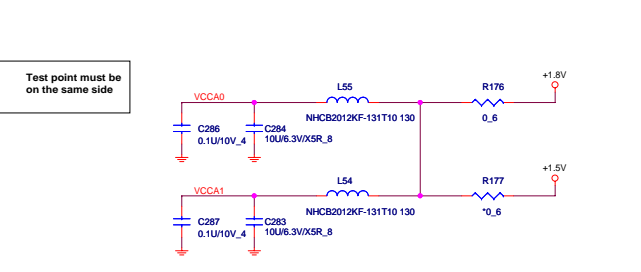 Test point must be
on the same side
+1.8V
L55
R176
VCCA0
NHCB2012KF-131T10 130
0_6
C286
0.1U/10V_4
C284
10U/6.3V/X5R_8
+1.5V
L54
R177
VCCA1
NHCB2012KF-131T10 130
*0_6
C287
0.1U/10V_4
C283
10U/6.3V/X5R_8